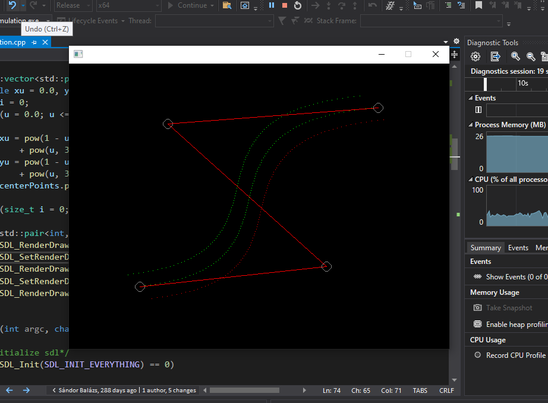 Release
x64
Continue
mulation.exe
Lifecycle Events
Thread:
Stack Frame:
Undo (Ctrl+Z)
tion.cpp
Diagnostic Tools
Diagnostics session: 19 s
10s
Events
Process Memory (MB)
26
0
CPU (% of all processo
100
0
Summary
Events
Mem
Events
Show Events (0 of 0
Memory Usage
Take Snapshot
Enable heap profilin
CPU Usage
Record CPU Profile
:vector<std::p
le xu = 0.0, y
i = 0;
(u = 0.0; u <=
xu = pow(1 - u
+ pow(u, 3
yu = pow(1 - u
+ pow(u, 3
centerPoints.p
(size_t i = 0;
std::pair<int,
SDL_RenderDraw
SDL_SetRenderD
SDL_RenderDraw
SDL_SetRenderD
SDL_RenderDraw
(int argc, cha
itialize sdl*/
SDL_Init(SDL_INIT_EVERYTHING) == 0)
Sándor Balázs, 288 days ago | 1 author, 5 changes
Ln: 74
Ch: 65
Col: 71
TABS
CRLF